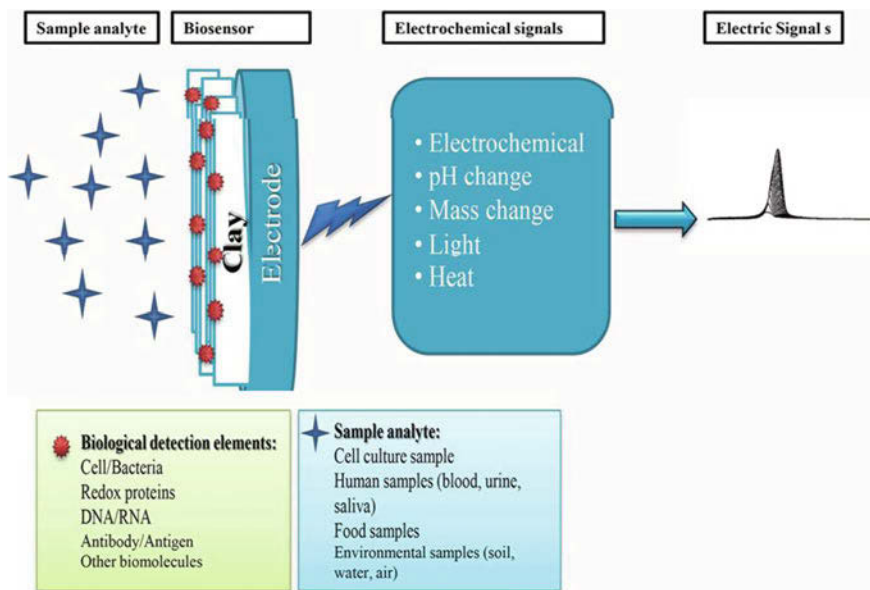 Sample analyte
Biosensor
Electrochemical signals
Electric Signal s
Clay
Electrode
• Electrochemical
• pH change
• Mass change
• Light
• Heat
Biological detection elements:
Cell/Bacteria
Redox proteins
DNA/RNA
Antibody/Antigen
Other biomolecules
Sample analyte:
Cell culture sample
Human samples (blood, urine,
saliva)
Food samples
Environmental samples (soil,
water, air)